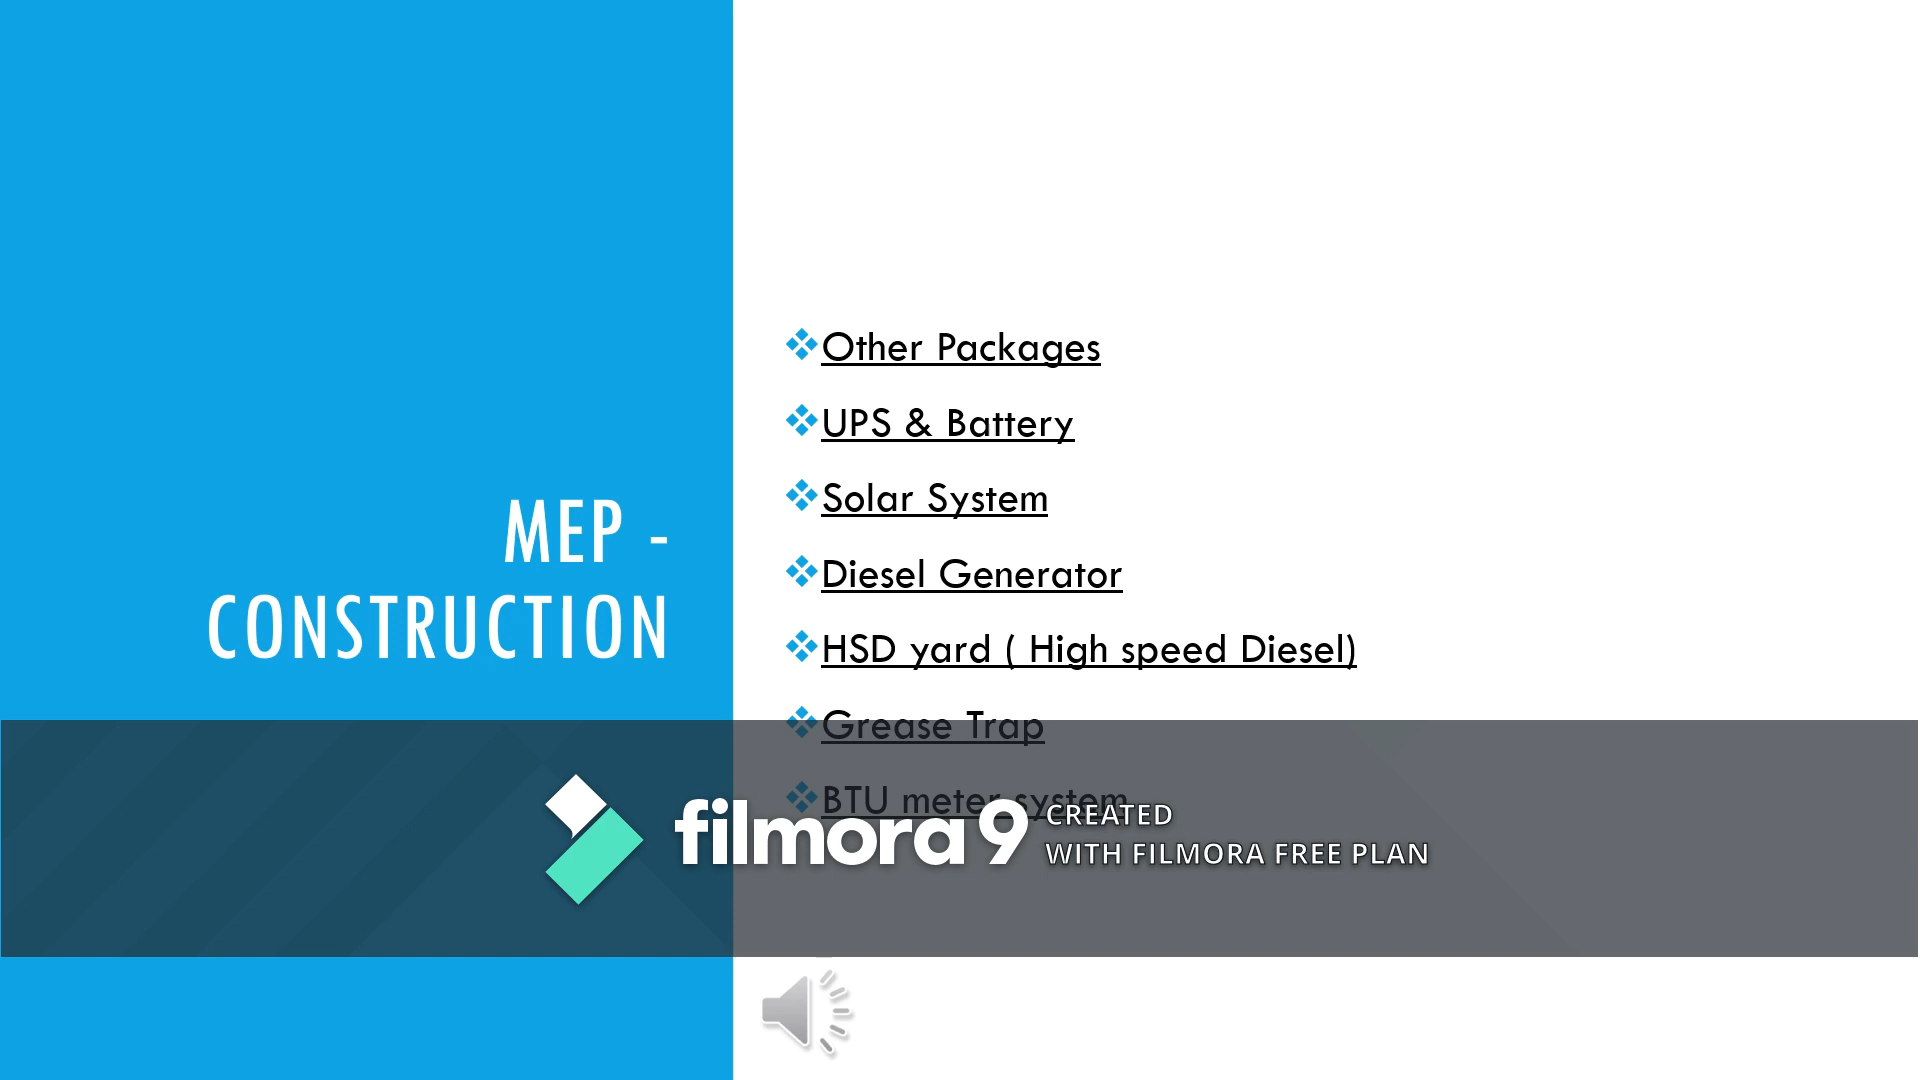 MEP -
CONSTRUCTION
Other Packages
UPS & Battery
Solar System
Diesel Generator
HSD yard ( High speed Diesel)
Grease Trap
BTU meter system
filmora9
CREATED
WITH FILMORA FREE PLAN